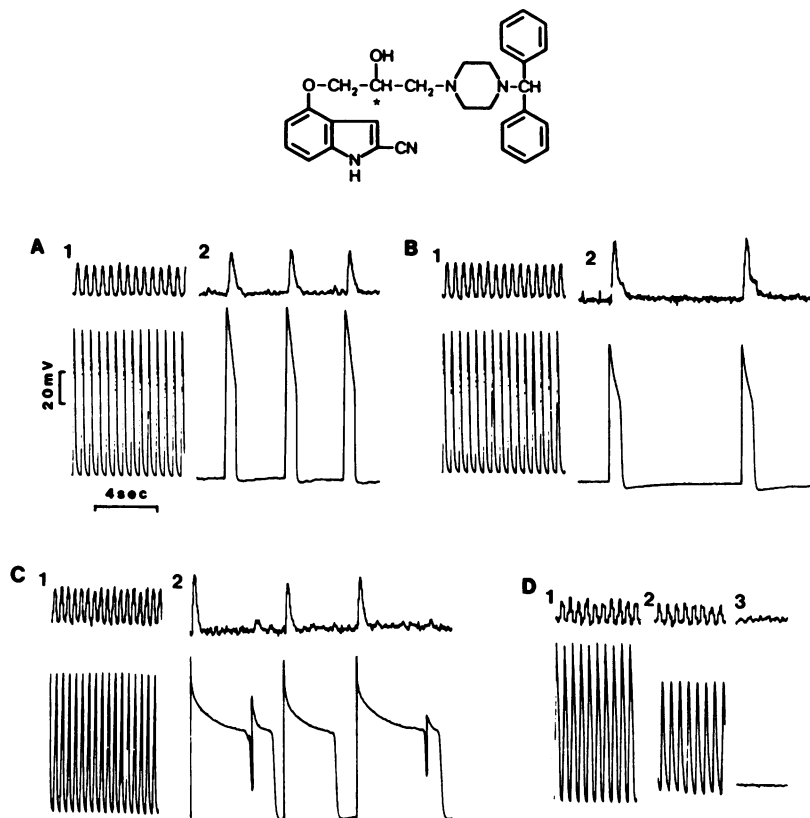 OH
O-CH₂-CH-CH₂-N N-CH
*
CN
N
H
A
1
2
B
1
2
20mV
4sec
C
1
2
D
1
2
3